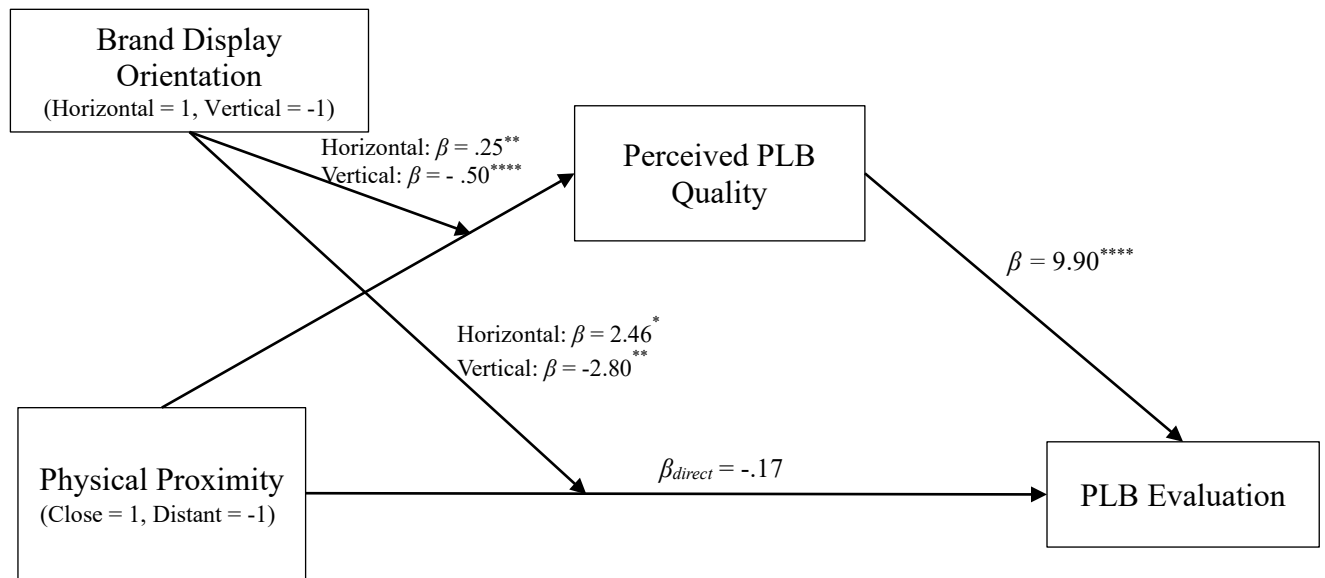 Brand Display
Orientation
(Horizontal = 1, Vertical = -1)
Horizontal: β = .25**
Vertical: β = - .50****
Perceived PLB
Quality
β = 9.90****
Horizontal: β = 2.46*
Vertical: β = -2.80**
Physical Proximity
(Close = 1, Distant = -1)
βdirect = -.17
PLB Evaluation